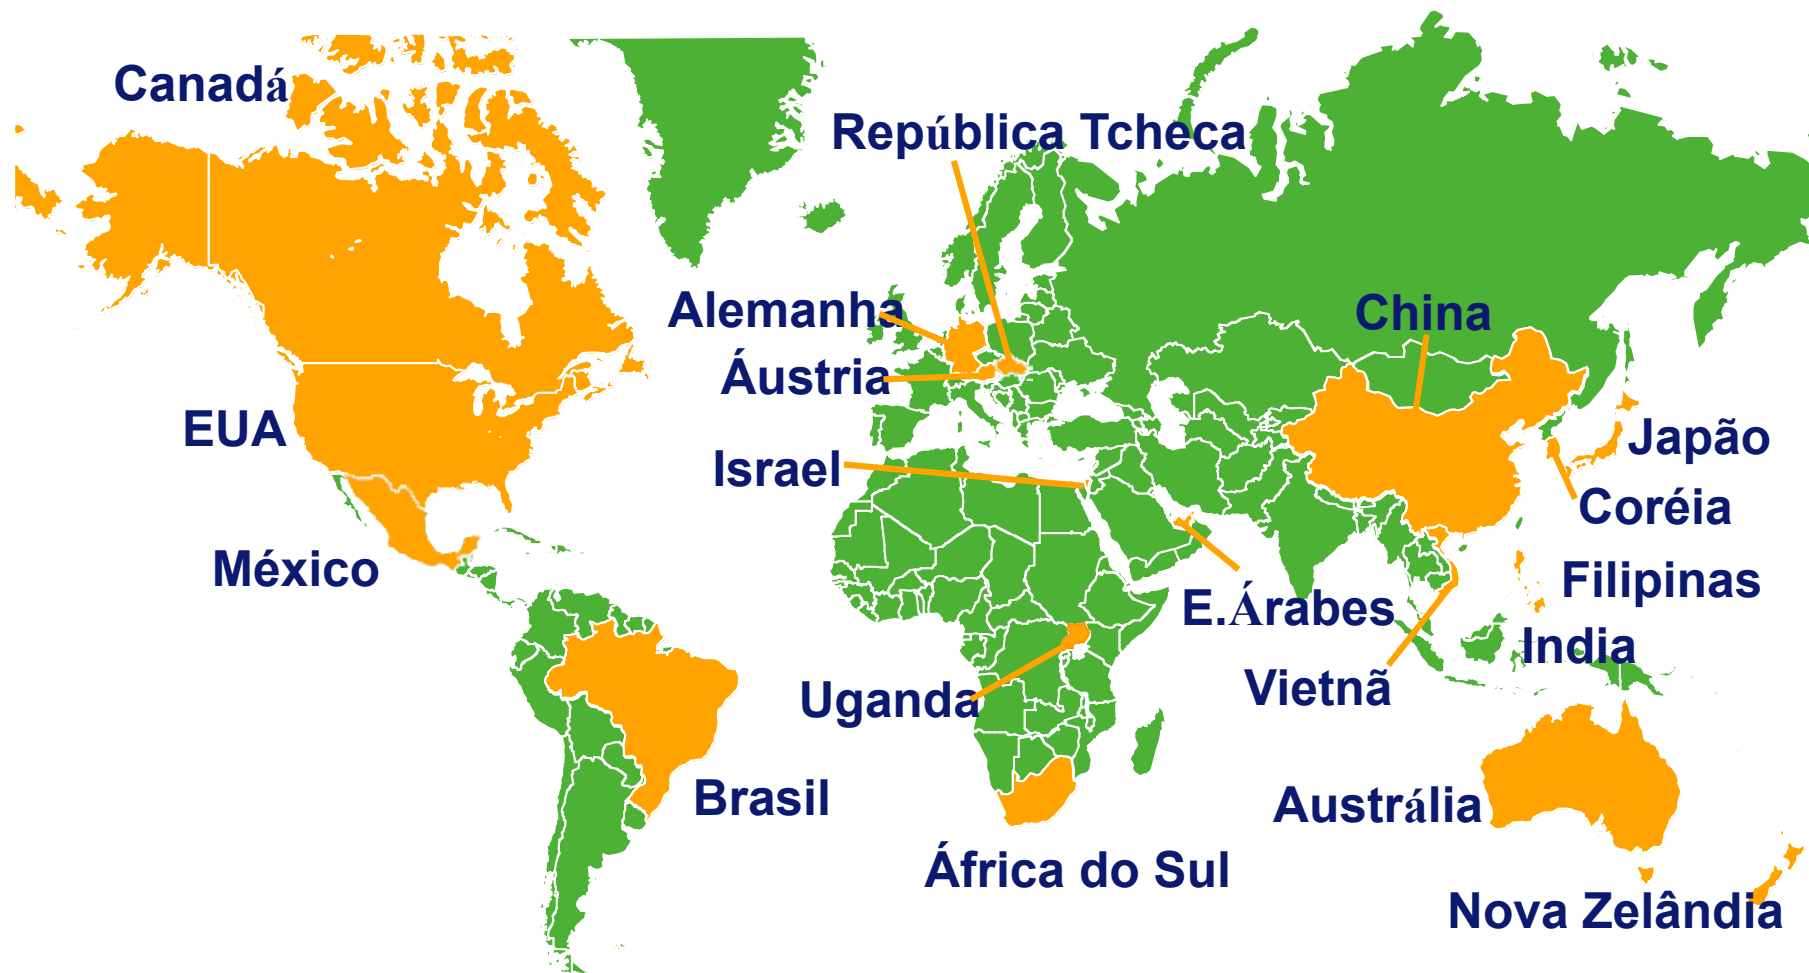 Canadá
República Tcheca
Alemanha
China
Áustria
EUA
Japão
Israel
Coréia
México
Filipinas
E.Árabes
India
Vietnã
Uganda
Brasil
Austrália
África do Sul
Nova Zelândia